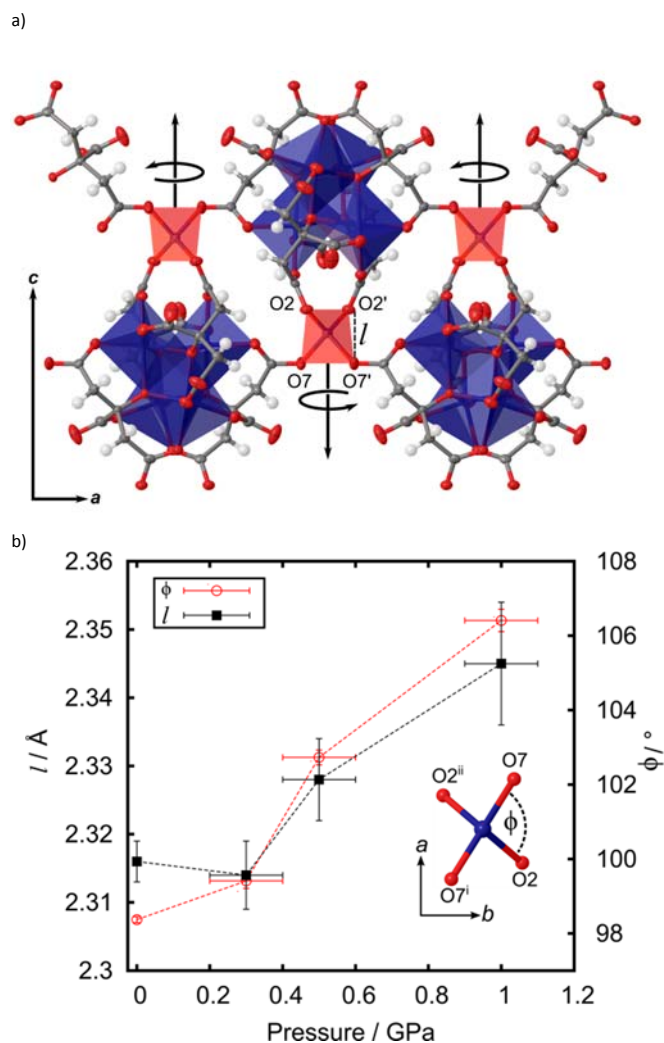 a)
c
O2 O2'
l
O7 O7'
a
b)
2.36
2.35
2.34
2.33
2.32
2.31
2.3
l / Å
ϕ
l
108
106
104
102
100
98
ϕ / °
O7
O2ⁱⁱ
ϕ
a
O2
O7ⁱ
b
0 0.2 0.4 0.6 0.8 1 1.2
Pressure / GPa